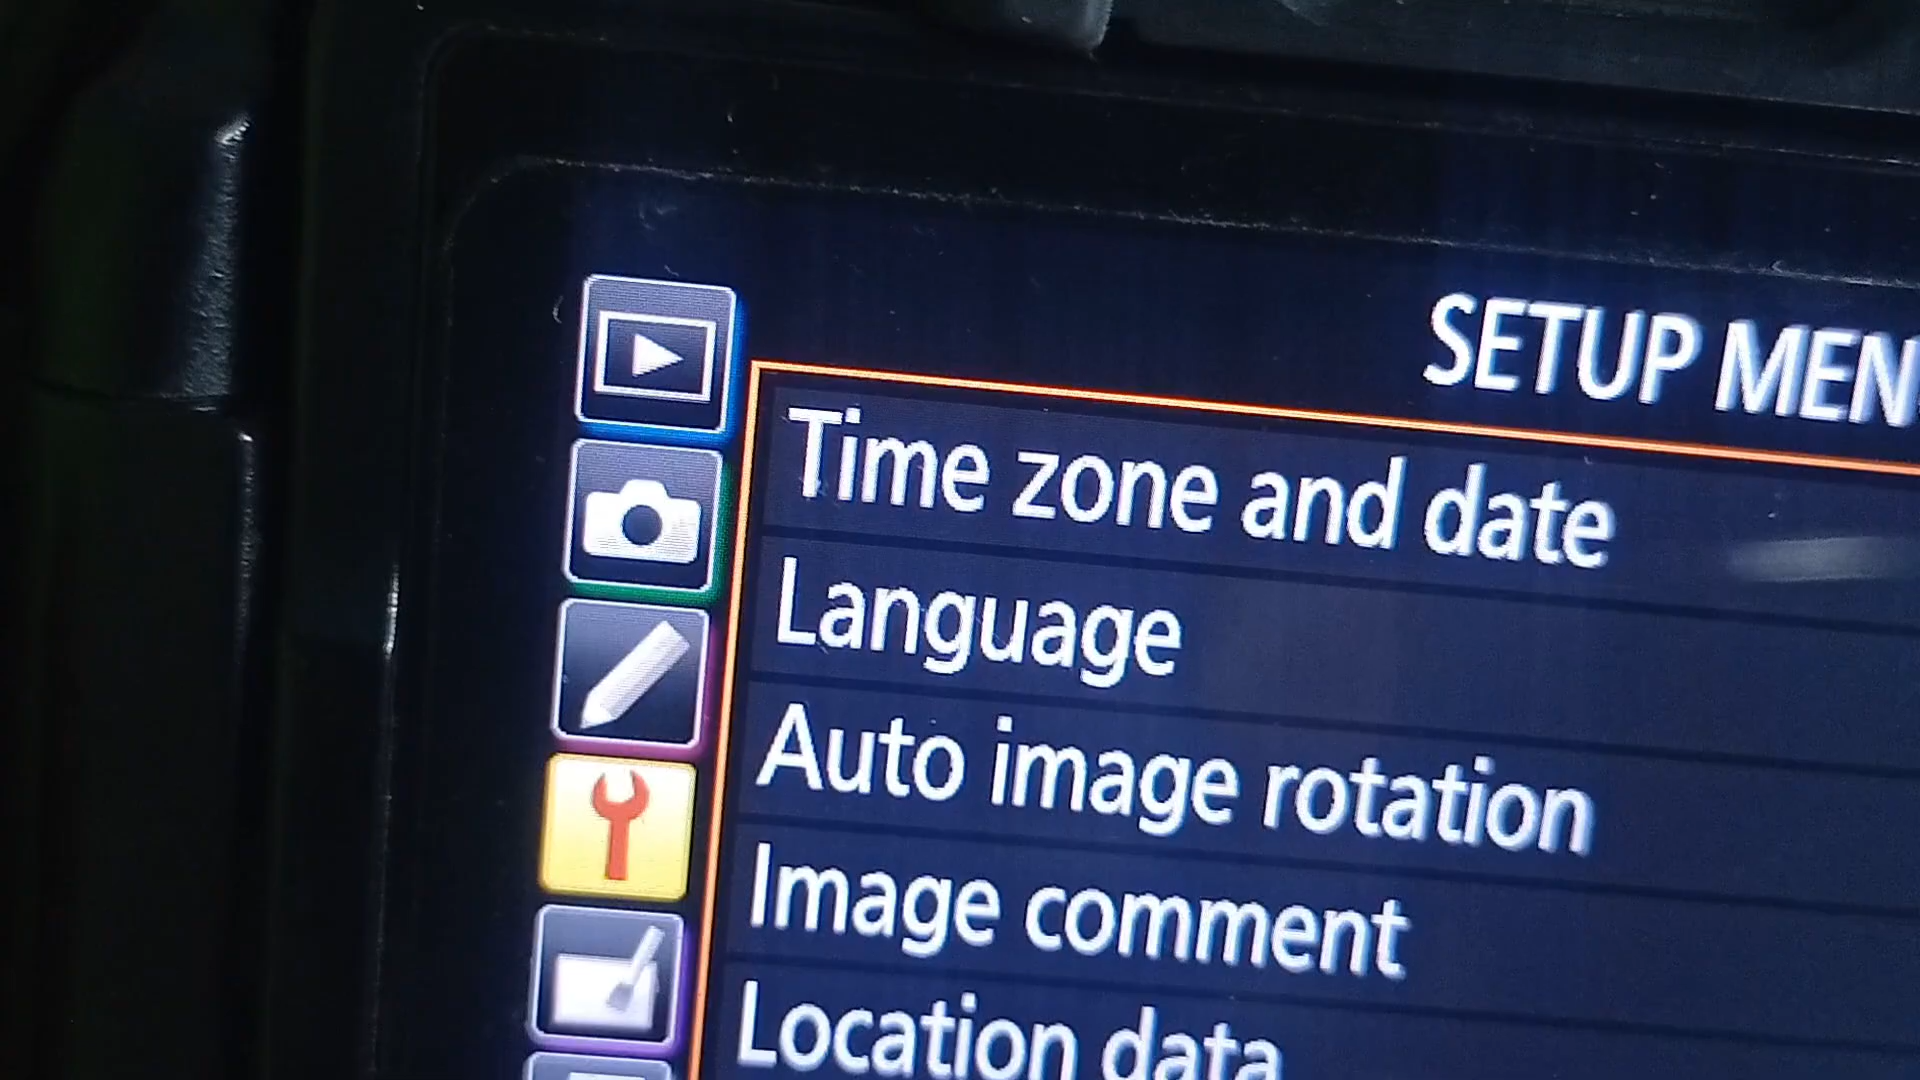 SETUP MEN
Time zone and date
Language
Auto image rotation
Image comment
Location data